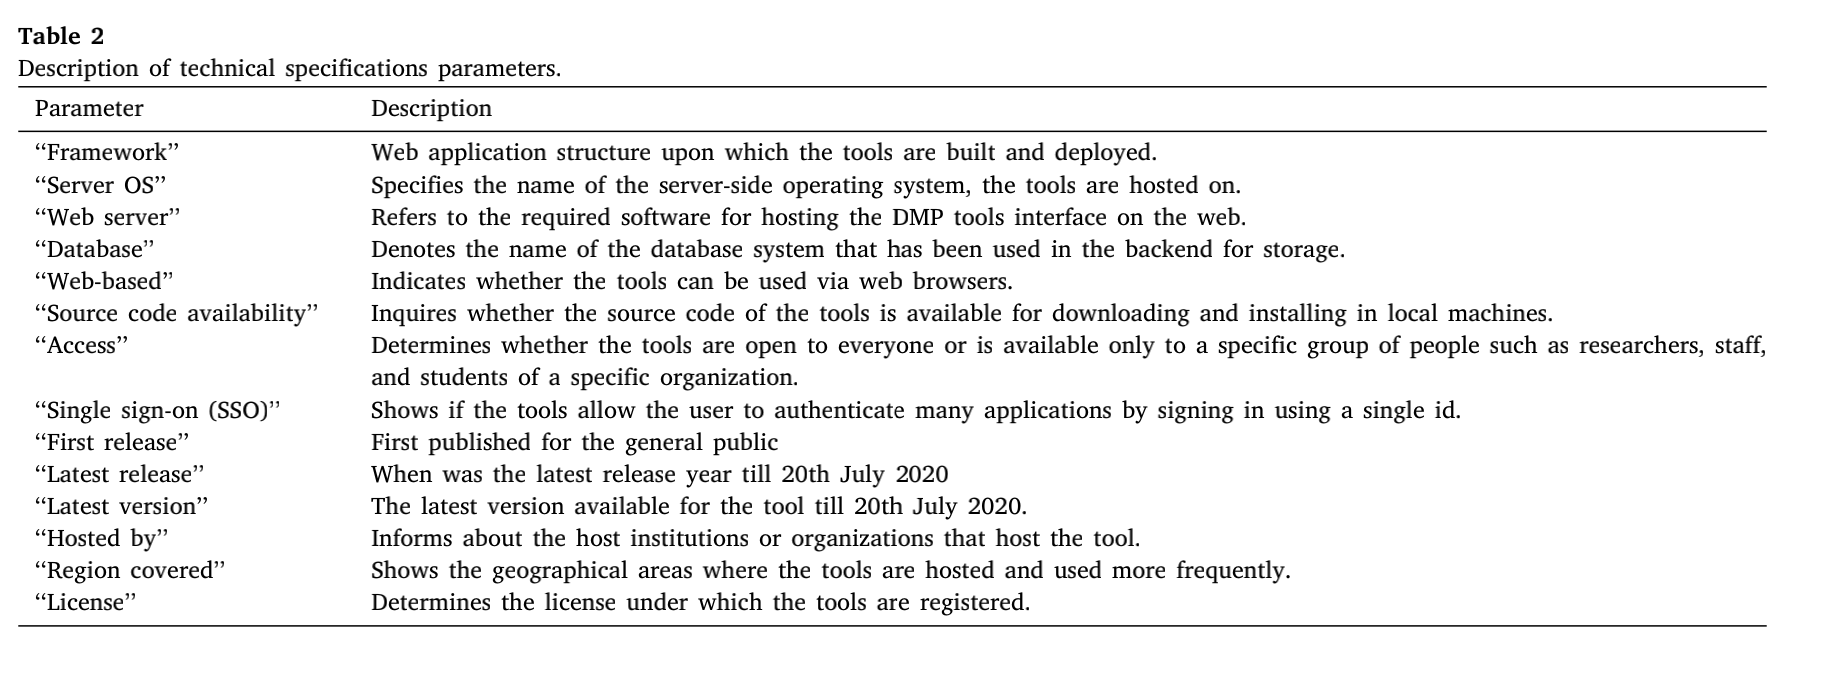 Table 2
Description of technical specifications parameters.
Parameter Description
“Framework” Web application structure upon which the tools are built and deployed.
“Server OS” Specifies the name of the server-side operating system, the tools are hosted on.
“Web server” Refers to the required software for hosting the DMP tools interface on the web.
“Database” Denotes the name of the database system that has been used in the backend for storage.
“Web-based” Indicates whether the tools can be used via web browsers.
“Source code availability” Inquires whether the source code of the tools is available for downloading and installing in local machines.
“Access” Determines whether the tools are open to everyone or is available only to a specific group of people such as researchers, staff,
and students of a specific organization.
“Single sign-on (SSO)” Shows if the tools allow the user to authenticate many applications by signing in using a single id.
“First release” First published for the general public
“Latest release” When was the latest release year till 20th July 2020
“Latest version” The latest version available for the tool till 20th July 2020.
“Hosted by” Informs about the host institutions or organizations that host the tool.
“Region covered” Shows the geographical areas where the tools are hosted and used more frequently.
“License” Determines the license under which the tools are registered.